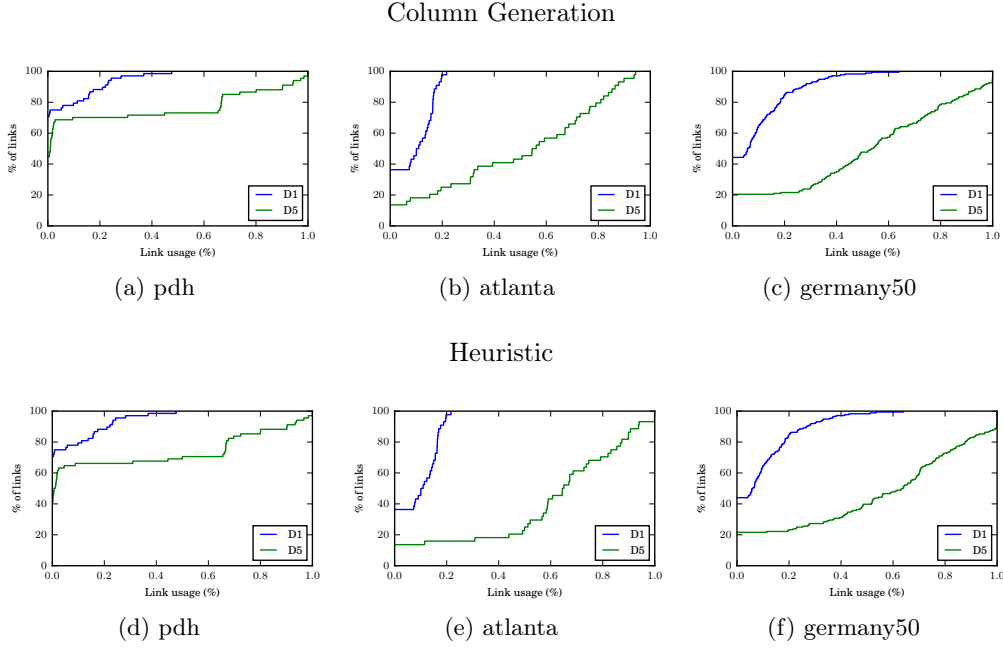 Column Generation
100
80
60
40
20
0
% of links
0.0 0.2 0.4 0.6 0.8 1.0
Link usage (%)
D1
D5
(a) pdh
100
80
60
40
20
0
% of links
0.0 0.2 0.4 0.6 0.8 1.0
Link usage (%)
D1
D5
(b) atlanta
100
80
60
40
20
0
% of links
0.0 0.2 0.4 0.6 0.8 1.0
Link usage (%)
D1
D5
(c) germany50
Heuristic
100
80
60
40
20
0
% of links
0.0 0.2 0.4 0.6 0.8 1.0
Link usage (%)
D1
D5
(d) pdh
100
80
60
40
20
0
% of links
0.0 0.2 0.4 0.6 0.8 1.0
Link usage (%)
D1
D5
(e) atlanta
100
80
60
40
20
0
% of links
0.0 0.2 0.4 0.6 0.8 1.0
Link usage (%)
D1
D5
(f) germany50